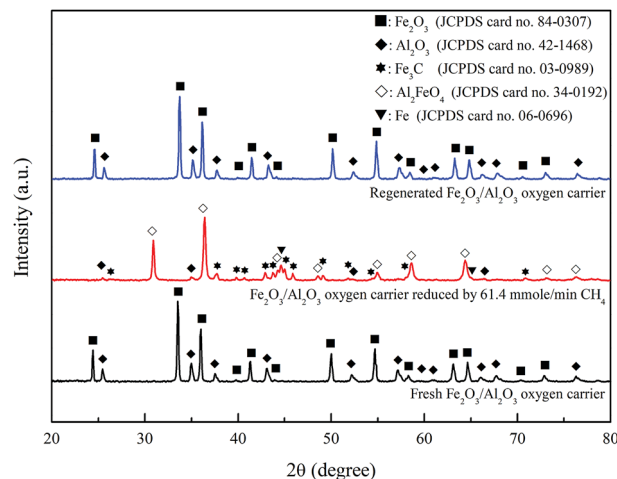 ■: Fe₂O₃ (JCPDS card no. 84-0307)
◆: Al₂O₃ (JCPDS card no. 42-1468)
✶: Fe₃C (JCPDS card no. 03-0989)
◇: Al₂FeO₄ (JCPDS card no. 34-0192)
▼: Fe (JCPDS card no. 06-0696)
Intensity (a.u.)
Regenerated Fe₂O₃/Al₂O₃ oxygen carrier
Fe₂O₃/Al₂O₃ oxygen carrier reduced by 61.4 mmole/min CH₄
Fresh Fe₂O₃/Al₂O₃ oxygen carrier
20 30 40 50 60 70 80
2θ (degree)